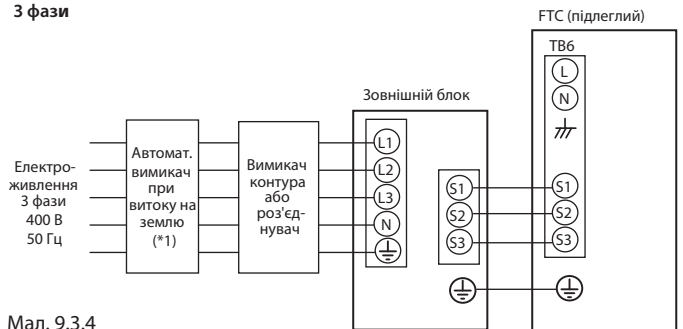 3 фази
FTC (підлеглий)
TB6
L
N
Зовнішній блок
Електро-
живлення
3 фази
400 В
50 Гц
Автомат.
вимикач
при
витоку на
землю
(*1)
Вимикач
контура
або
роз'єд-
нувач
L1
L2
L3
N
S1
S2
S3
S1
S2
S3
Мал. 9.3.4